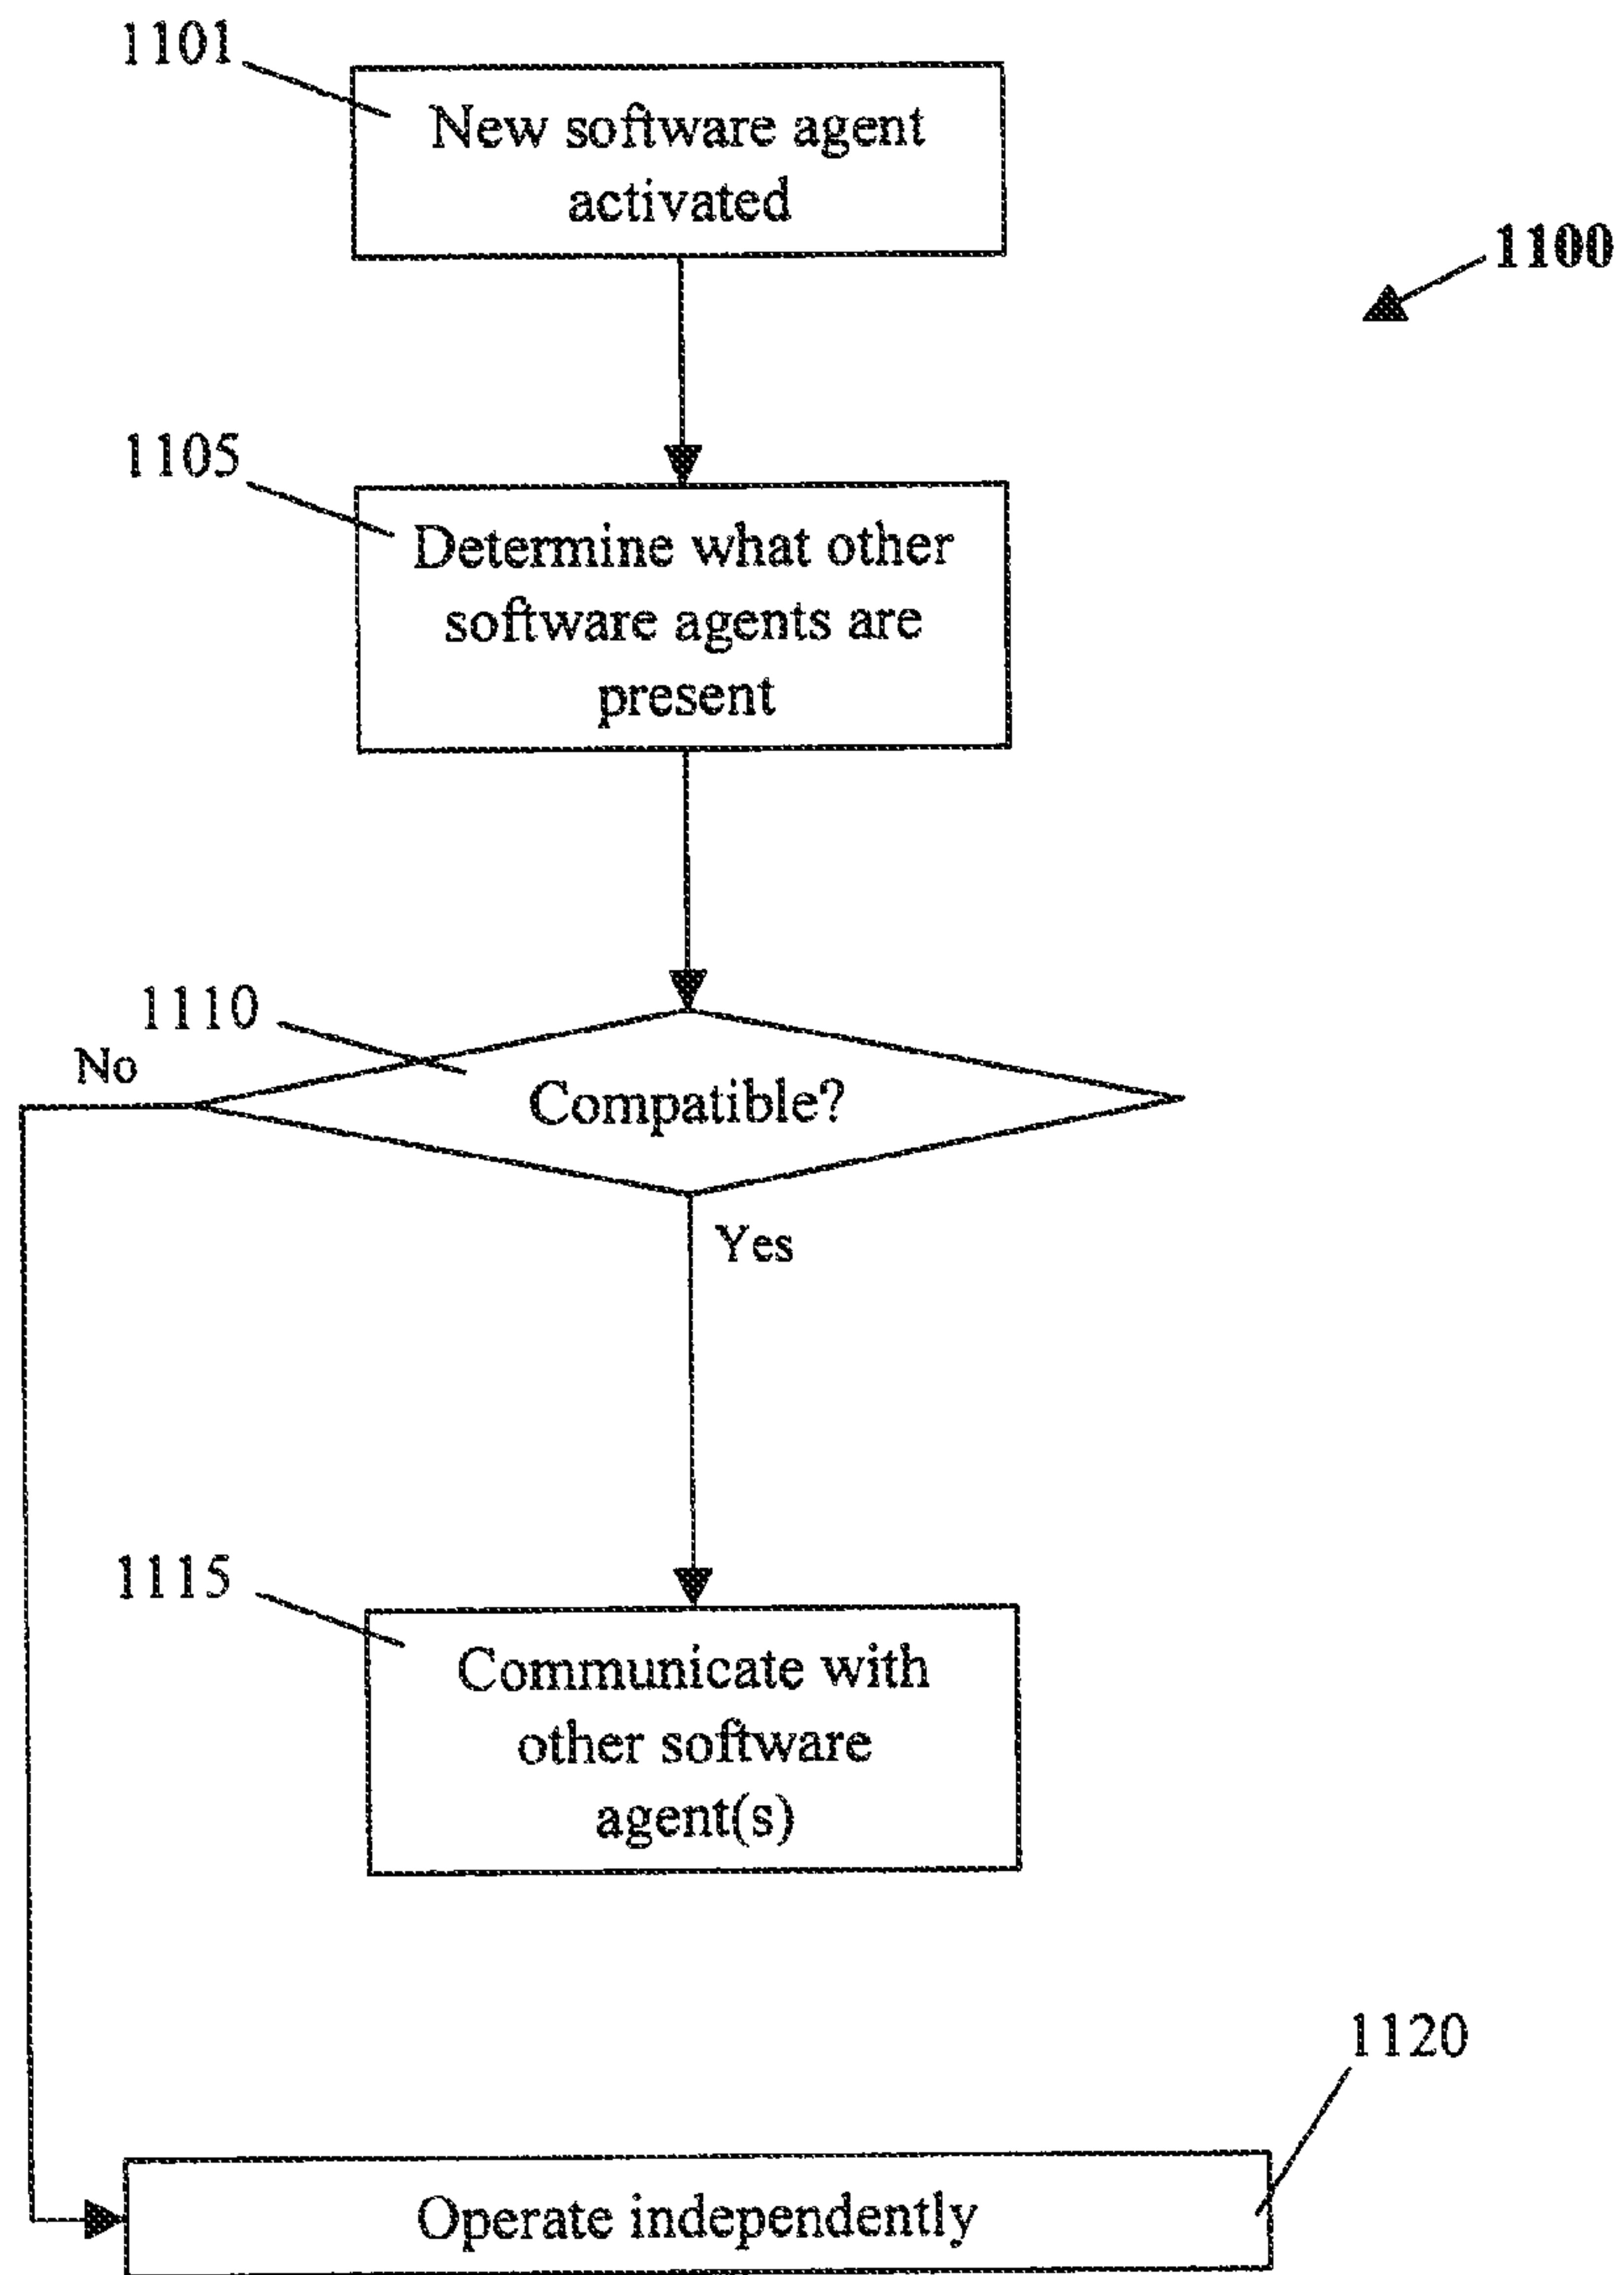 1101
New software agent
activated
1100
1105
Determine what other
software agents are
present
1110
No
Compatible?
Yes
1115
Communicate with
other software
agent(s)
1120
Operate independently